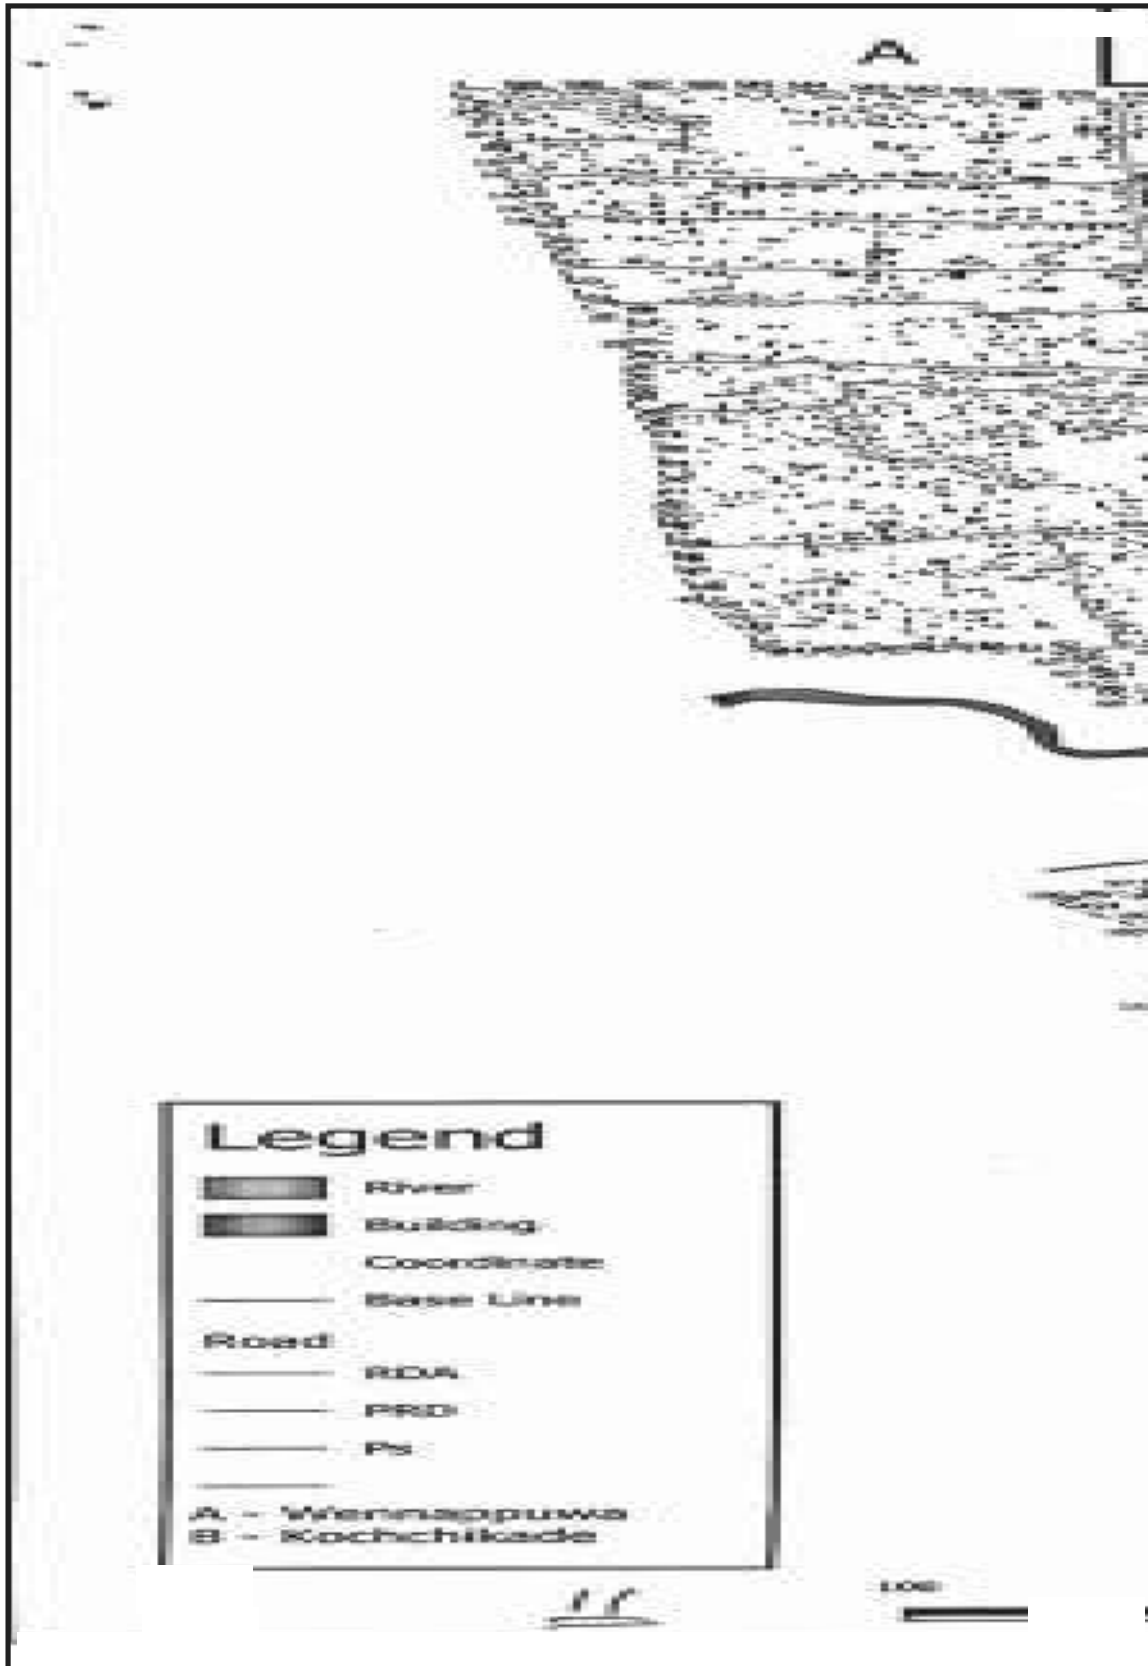 A
Legend
River
Building
Coordinate
Base Line
Road
RDA
PRD
Ps
A - Wennappuwa
B - Kochchikade